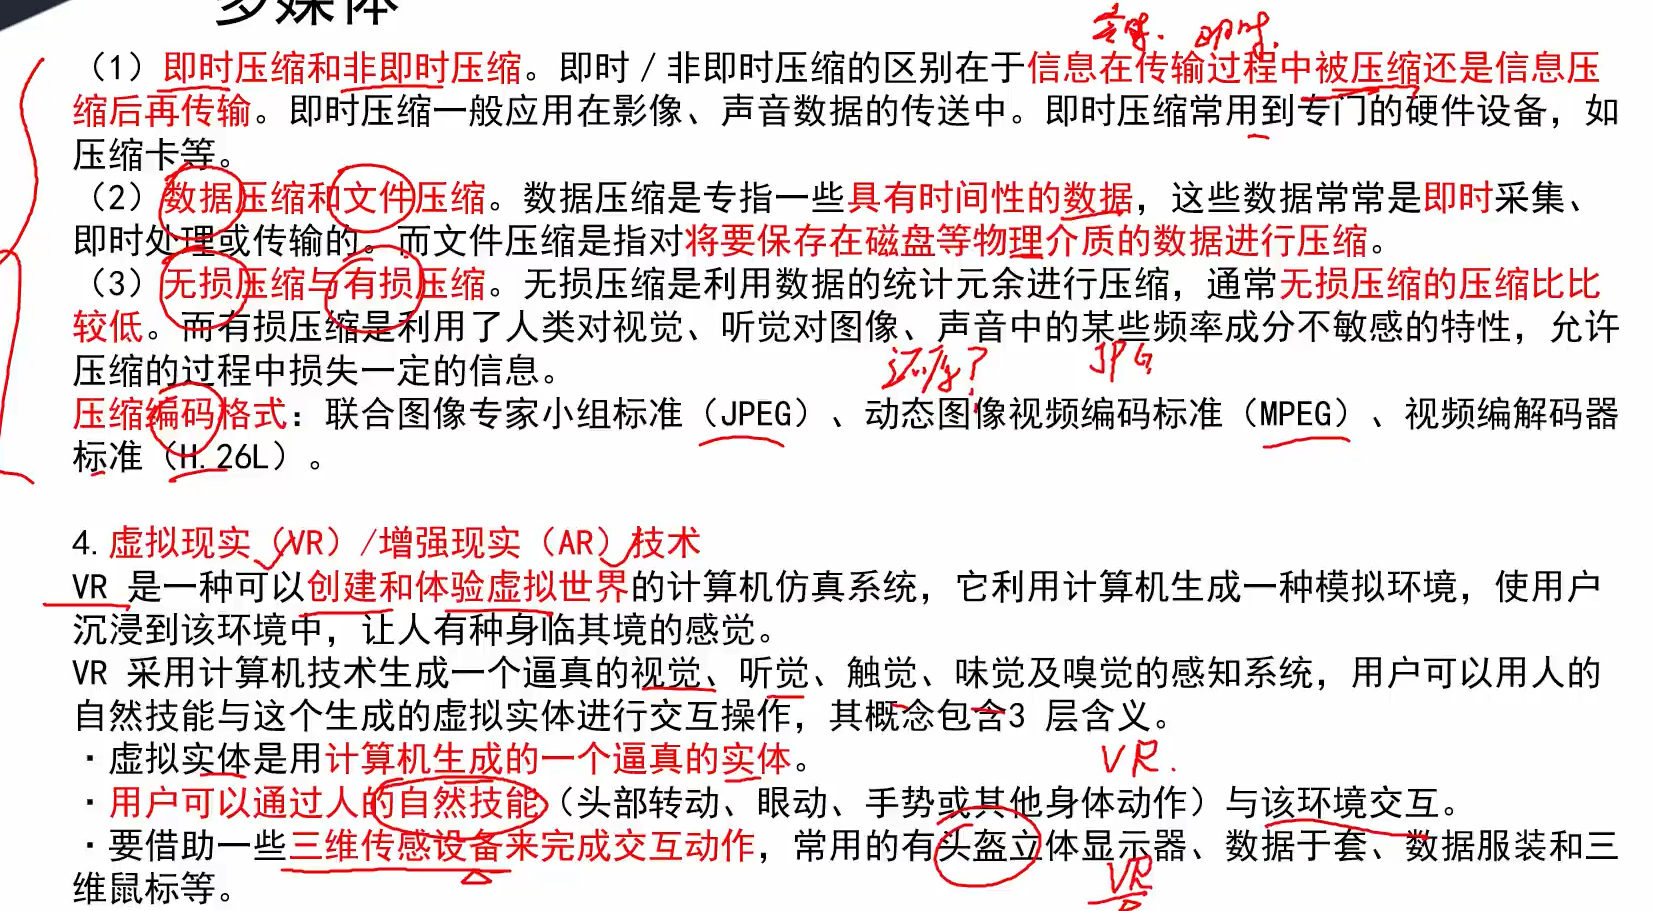 多媒体
音时. 即时.
（1）即时压缩和非即时压缩。即时／非即时压缩的区别在于信息在传输过程中被压缩还是信息压
缩后再传输。即时压缩一般应用在影像、声音数据的传送中。即时压缩常用到专门的硬件设备，如
压缩卡等。
（2）数据压缩和文件压缩。数据压缩是专指一些具有时间性的数据，这些数据常常是即时采集、
即时处理或传输的。而文件压缩是指对将要保存在磁盘等物理介质的数据进行压缩。
（3）无损压缩与有损压缩。无损压缩是利用数据的统计元余进行压缩，通常无损压缩的压缩比比
较低。而有损压缩是利用了人类对视觉、听觉对图像、声音中的某些频率成分不敏感的特性，允许
压缩的过程中损失一定的信息。
还原？ JPG
压缩编码格式：联合图像专家小组标准（JPEG）、动态图像视频编码标准（MPEG）、视频编解码器
标准（H.26L）。
4.虚拟现实（VR）/增强现实（AR）技术
VR 是一种可以创建和体验虚拟世界的计算机仿真系统，它利用计算机生成一种模拟环境，使用户
沉浸到该环境中，让人有种身临其境的感觉。
VR 采用计算机技术生成一个逼真的视觉、听觉、触觉、味觉及嗅觉的感知系统，用户可以用人的
自然技能与这个生成的虚拟实体进行交互操作，其概念包含3 层含义。
·虚拟实体是用计算机生成的一个逼真的实体。
VR.
·用户可以通过人的自然技能（头部转动、眼动、手势或其他身体动作）与该环境交互。
·要借助一些三维传感设备来完成交互动作，常用的有头盔立体显示器、数据于套、数据服装和三
维鼠标等。
VR